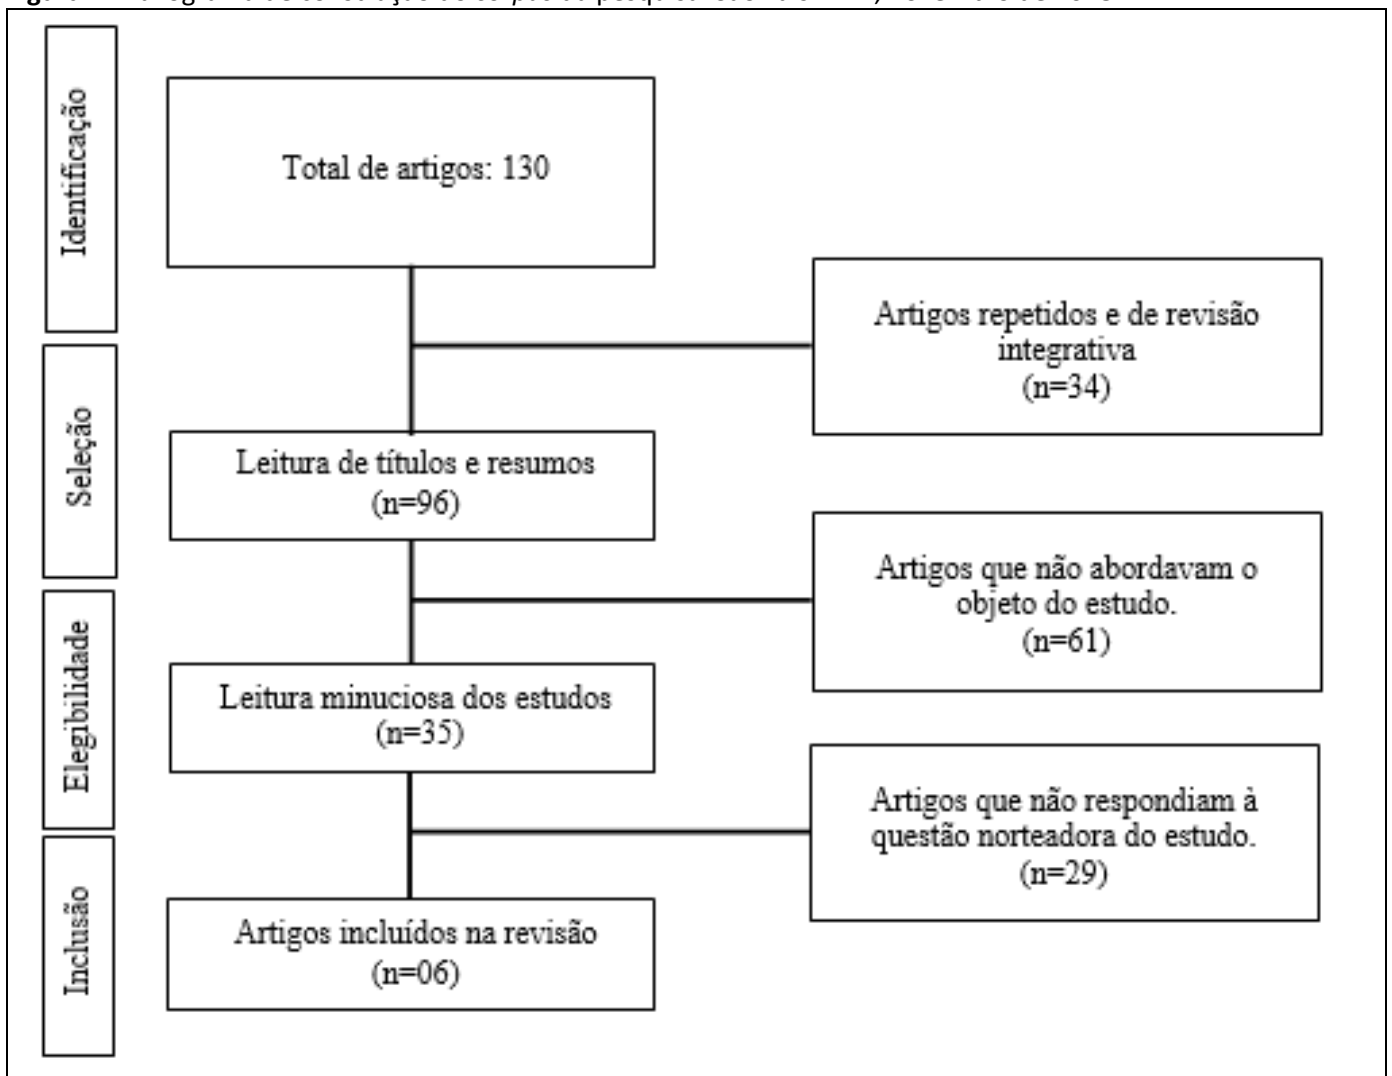 Identificação
Total de artigos: 130
Artigos repetidos e de revisão
integrativa
(n=34)
Seleção
Leitura de títulos e resumos
(n=96)
Artigos que não abordavam o
objeto do estudo.
(n=61)
Elegibilidade
Leitura minuciosa dos estudos
(n=35)
Artigos que não respondiam à
questão norteadora do estudo.
(n=29)
Inclusão
Artigos incluídos na revisão
(n=06)